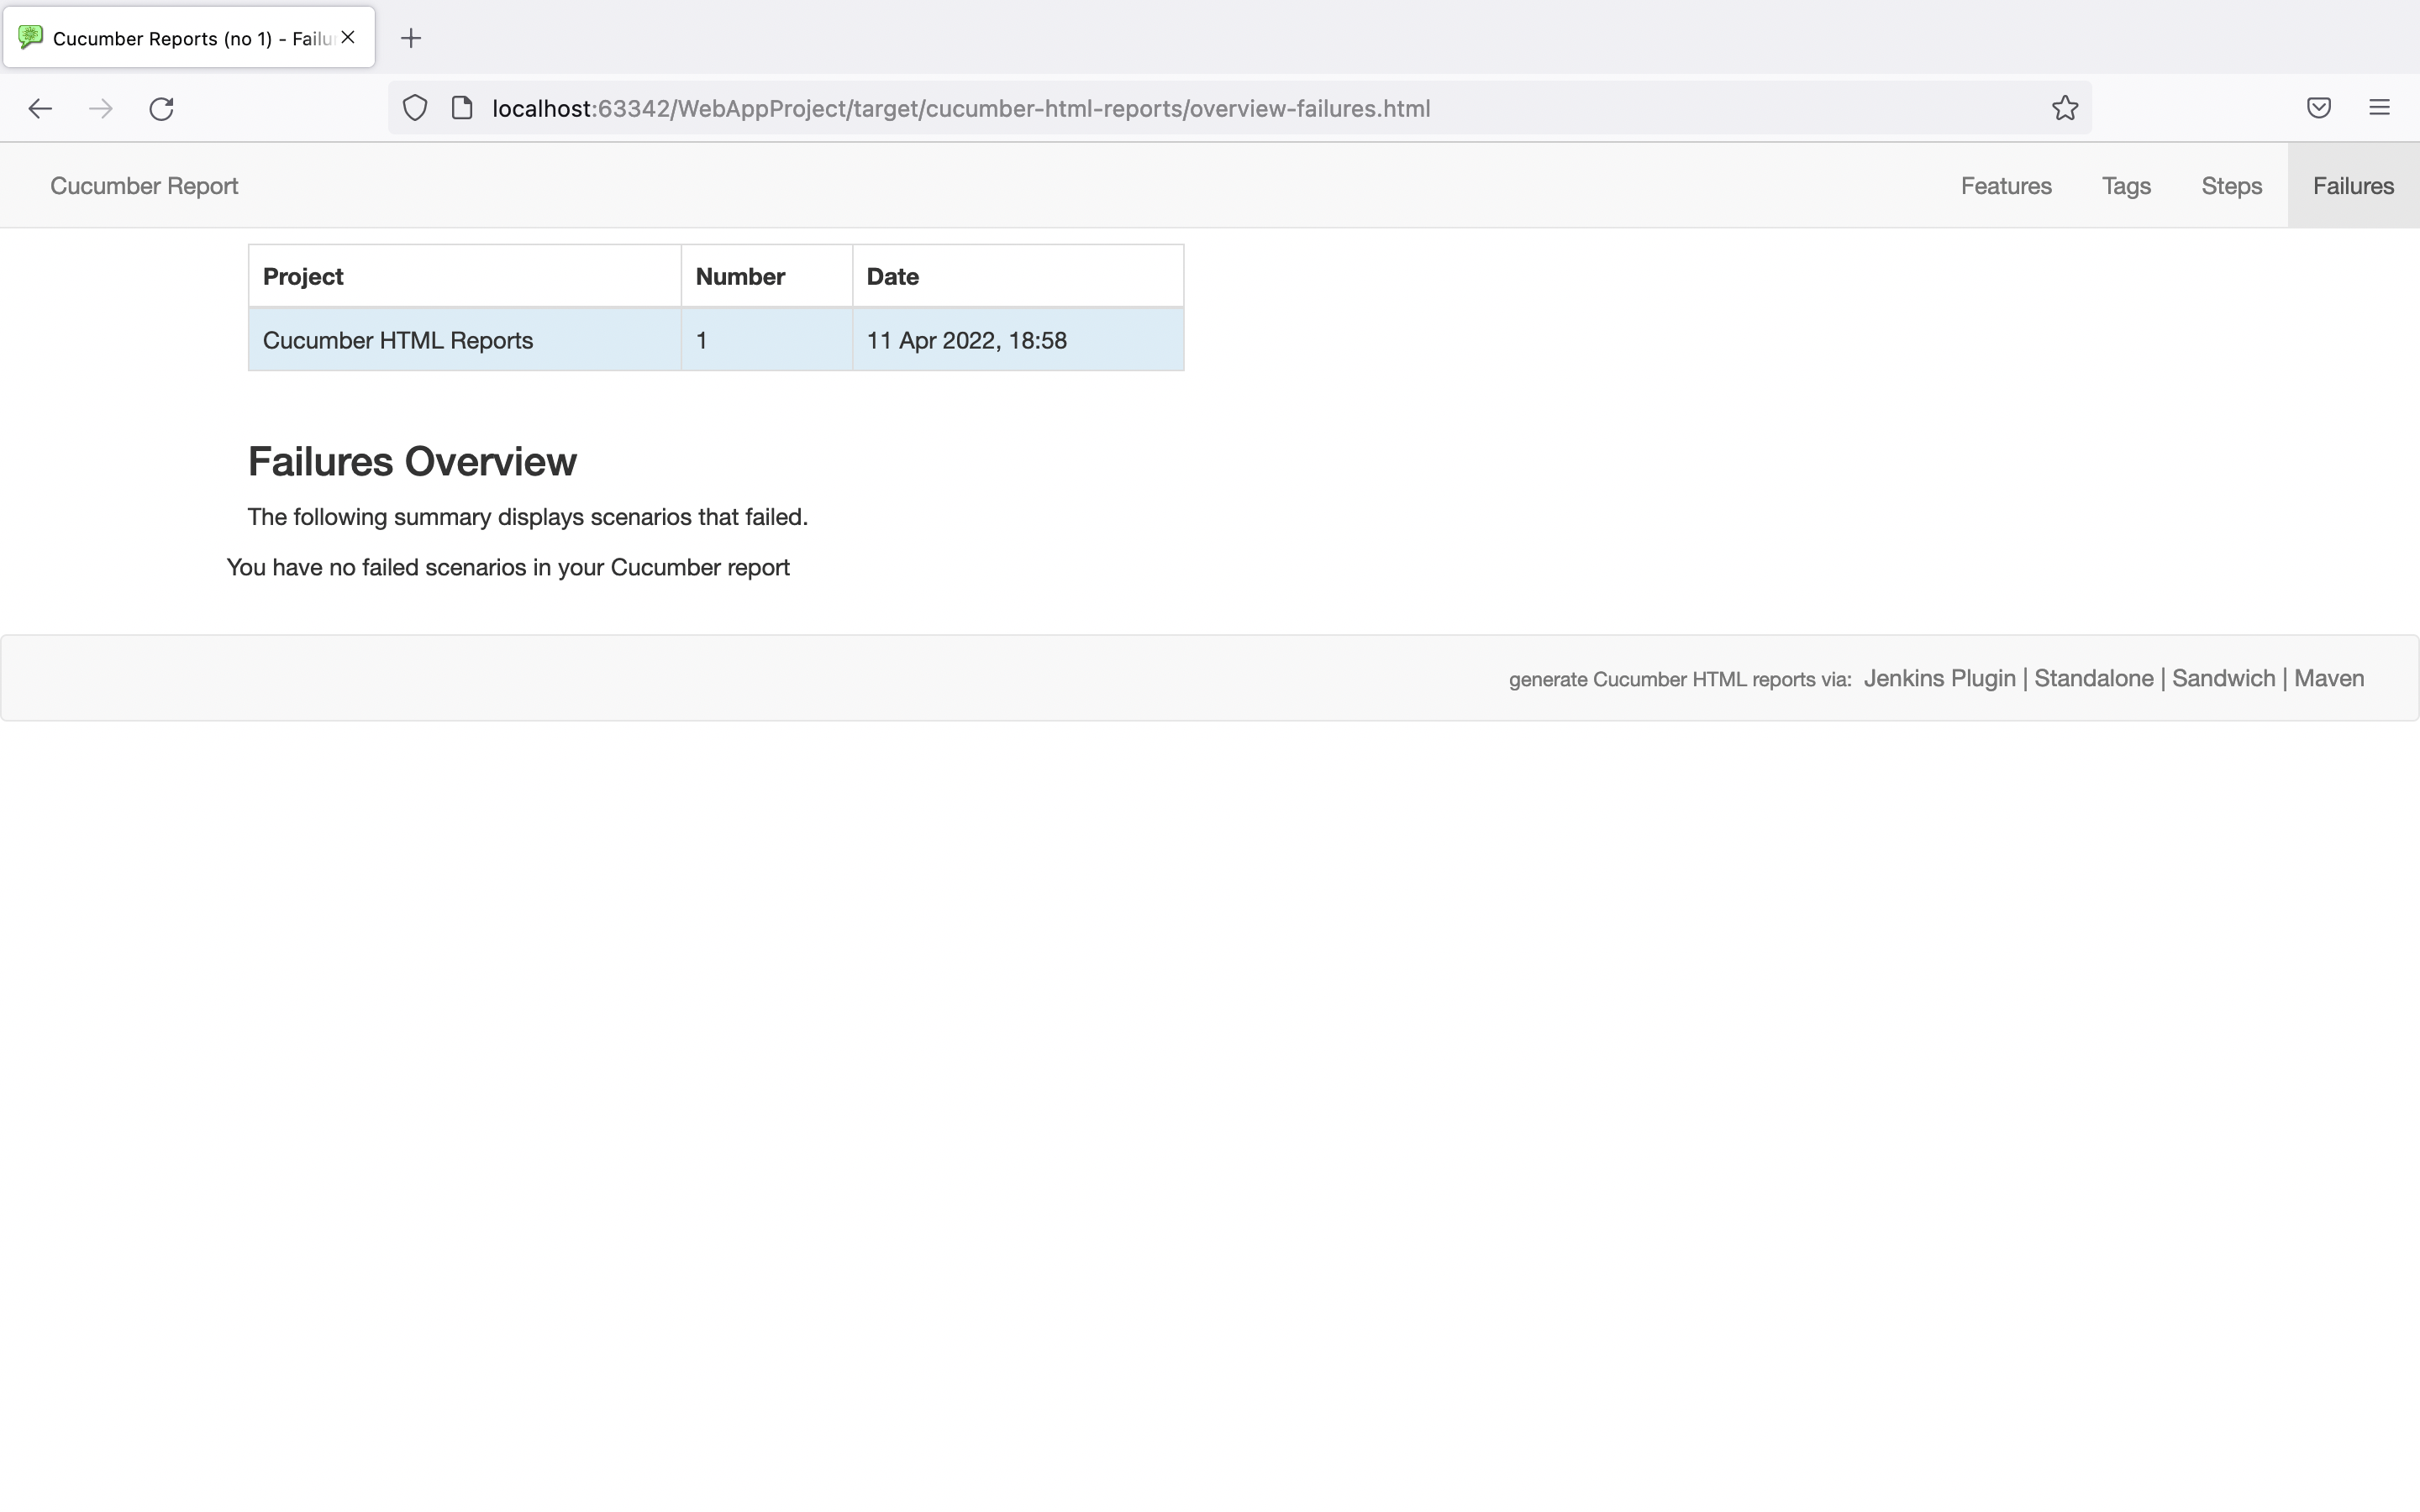 Cucumber Reports (no 1) - Failu
localhost:63342/WebAppProject/target/cucumber-html-reports/overview-failures.html
Cucumber Report Features Tags Steps Failures
Project Number Date
Cucumber HTML Reports 1 11 Apr 2022, 18:58
Failures Overview
The following summary displays scenarios that failed.
You have no failed scenarios in your Cucumber report
generate Cucumber HTML reports via: Jenkins Plugin | Standalone | Sandwich | Maven